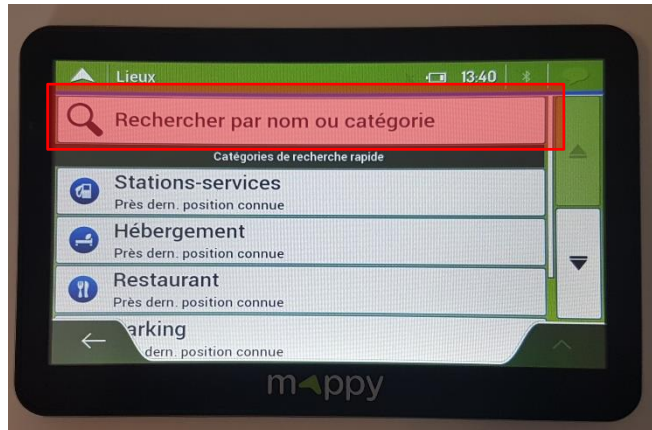 Lieux
13:40
Rechercher par nom ou catégorie
Catégories de recherche rapide
Stations-services
Près dern. position connue
Hébergement
Près dern. position connue
Restaurant
Près dern. position connue
arking
dern. position connue
mappy